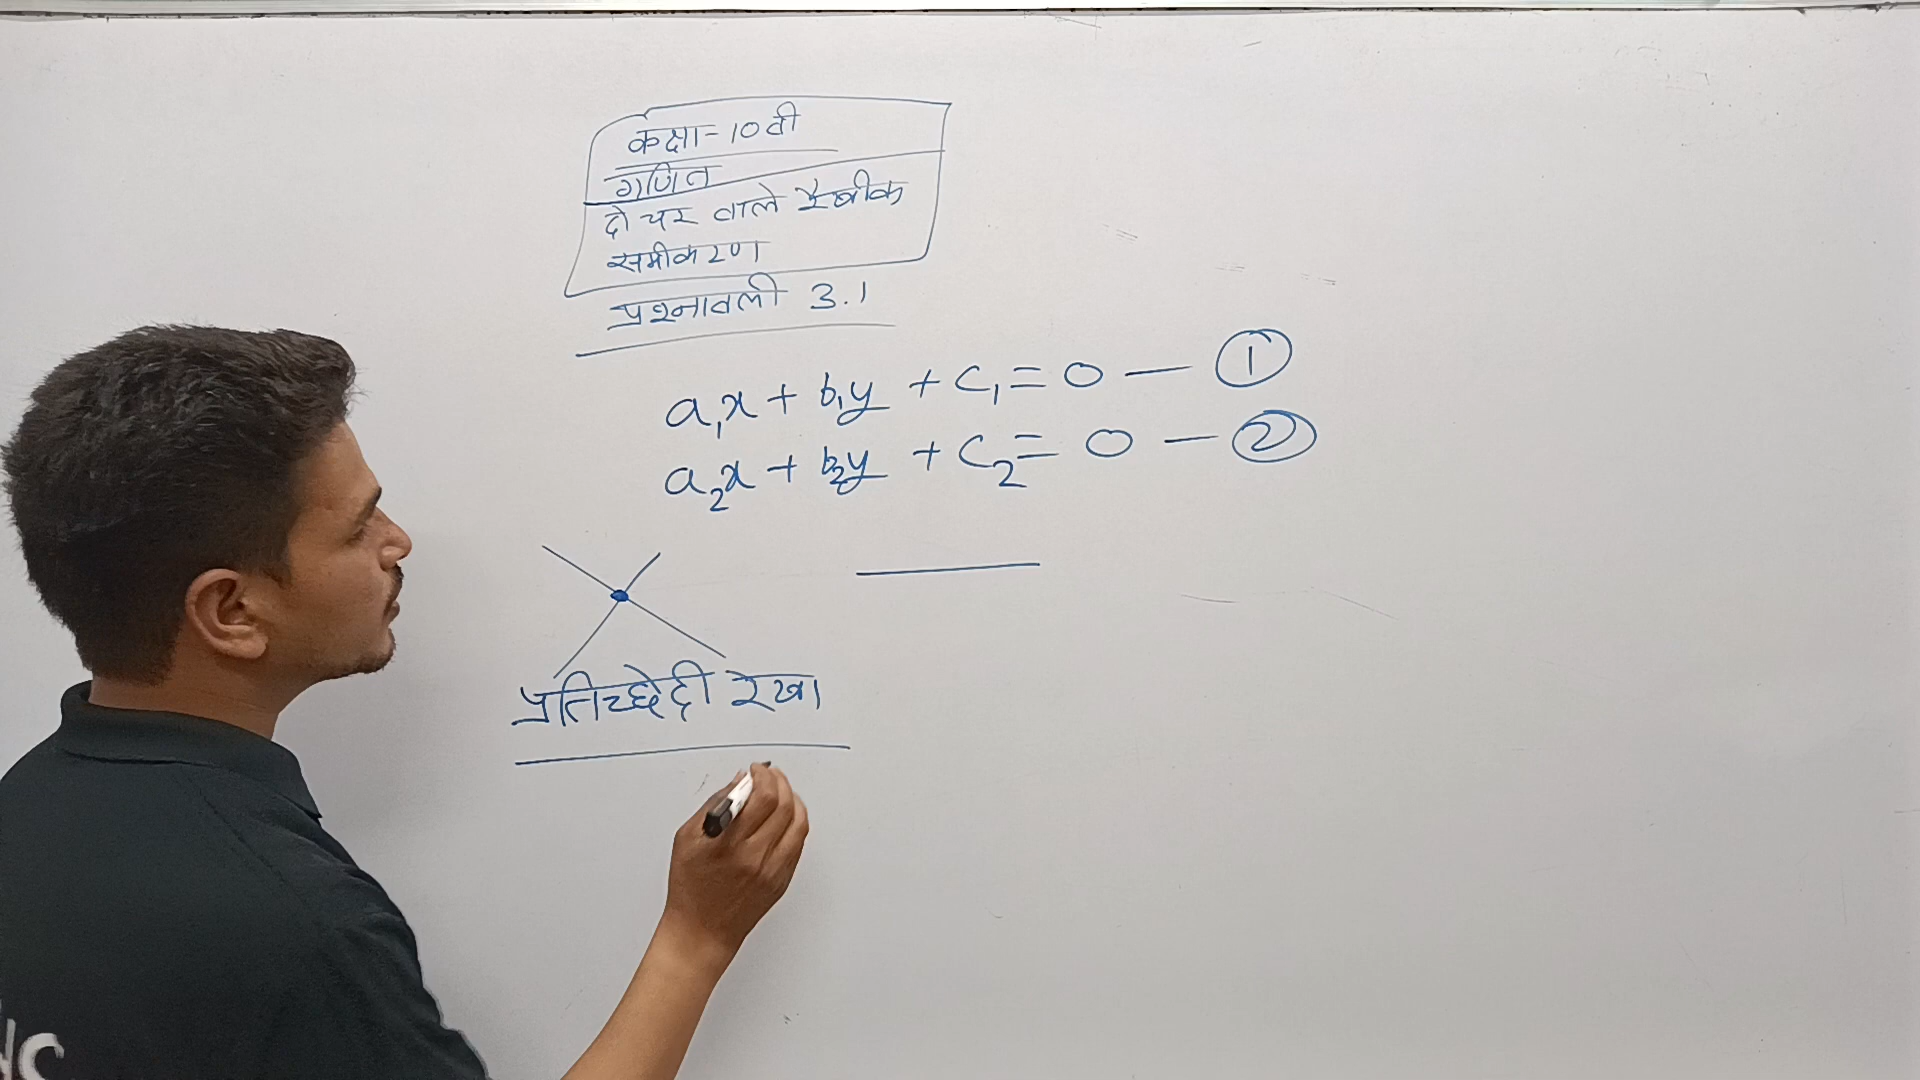 कक्षा-10वी
गणित
दो चर वाले रैखीक
समीकरण
प्रश्नावली 3.1
a₁x + b₁y + c₁ = 0 — ①
a₂x + b₂y + c₂ = 0 — ②
प्रतिच्छेदी रेखा